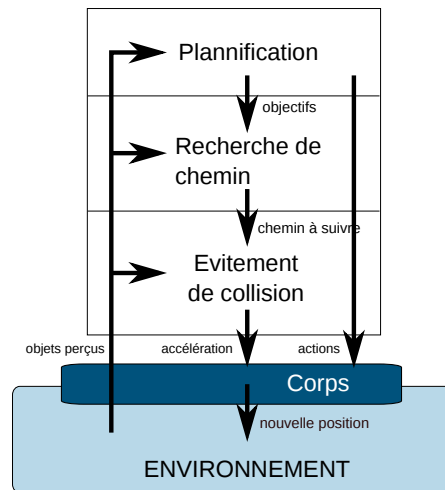 Plannification
objectifs
Recherche de
chemin
chemin à suivre
Evitement
de collision
objets perçus
accélération
actions
Corps
nouvelle position
ENVIRONNEMENT